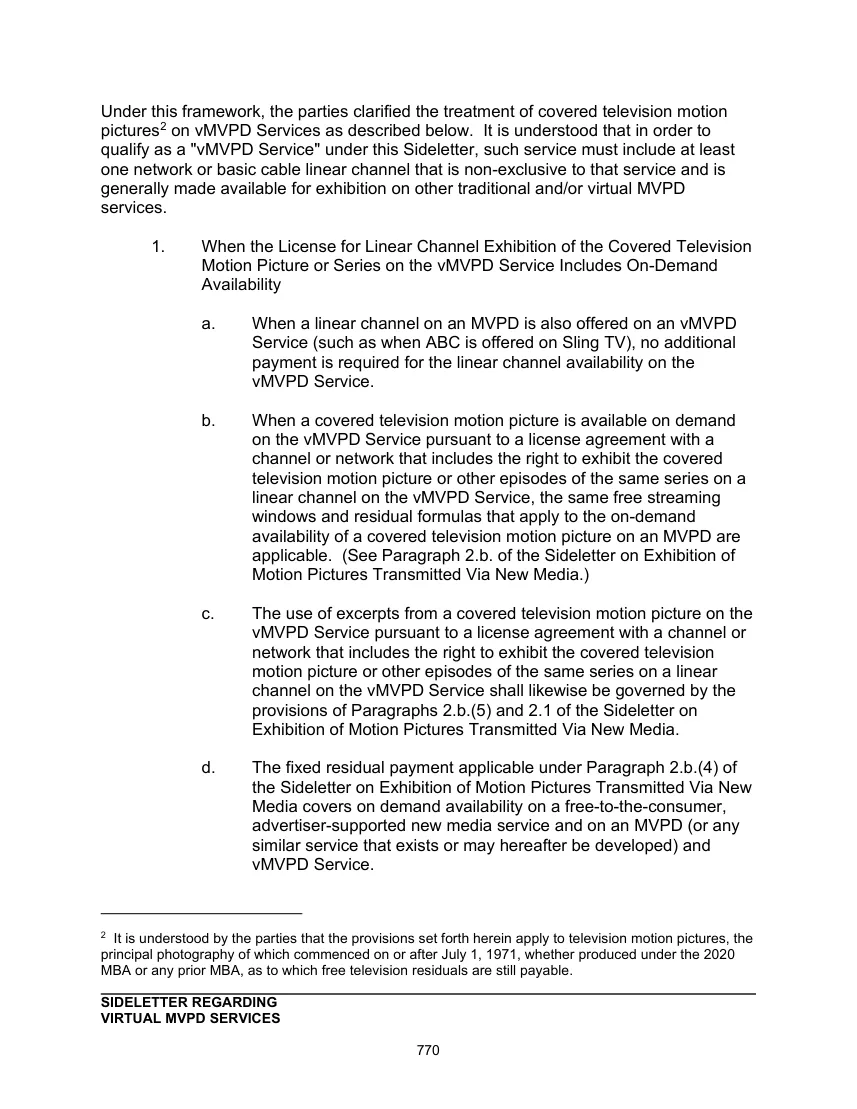 Under this framework, the parties clarified the treatment of covered television motion
pictures² on vMVPD Services as described below.  It is understood that in order to
qualify as a "vMVPD Service" under this Sideletter, such service must include at least
one network or basic cable linear channel that is non-exclusive to that service and is
generally made available for exhibition on other traditional and/or virtual MVPD
services.
1. When the License for Linear Channel Exhibition of the Covered Television
Motion Picture or Series on the vMVPD Service Includes On-Demand
Availability
a. When a linear channel on an MVPD is also offered on an vMVPD
Service (such as when ABC is offered on Sling TV), no additional
payment is required for the linear channel availability on the
vMVPD Service.
b. When a covered television motion picture is available on demand
on the vMVPD Service pursuant to a license agreement with a
channel or network that includes the right to exhibit the covered
television motion picture or other episodes of the same series on a
linear channel on the vMVPD Service, the same free streaming
windows and residual formulas that apply to the on-demand
availability of a covered television motion picture on an MVPD are
applicable.  (See Paragraph 2.b. of the Sideletter on Exhibition of
Motion Pictures Transmitted Via New Media.)
c. The use of excerpts from a covered television motion picture on the
vMVPD Service pursuant to a license agreement with a channel or
network that includes the right to exhibit the covered television
motion picture or other episodes of the same series on a linear
channel on the vMVPD Service shall likewise be governed by the
provisions of Paragraphs 2.b.(5) and 2.1 of the Sideletter on
Exhibition of Motion Pictures Transmitted Via New Media.
d. The fixed residual payment applicable under Paragraph 2.b.(4) of
the Sideletter on Exhibition of Motion Pictures Transmitted Via New
Media covers on demand availability on a free-to-the-consumer,
advertiser-supported new media service and on an MVPD (or any
similar service that exists or may hereafter be developed) and
vMVPD Service.
² It is understood by the parties that the provisions set forth herein apply to television motion pictures, the
principal photography of which commenced on or after July 1, 1971, whether produced under the 2020
MBA or any prior MBA, as to which free television residuals are still payable.
SIDELETTER REGARDING
VIRTUAL MVPD SERVICES
770